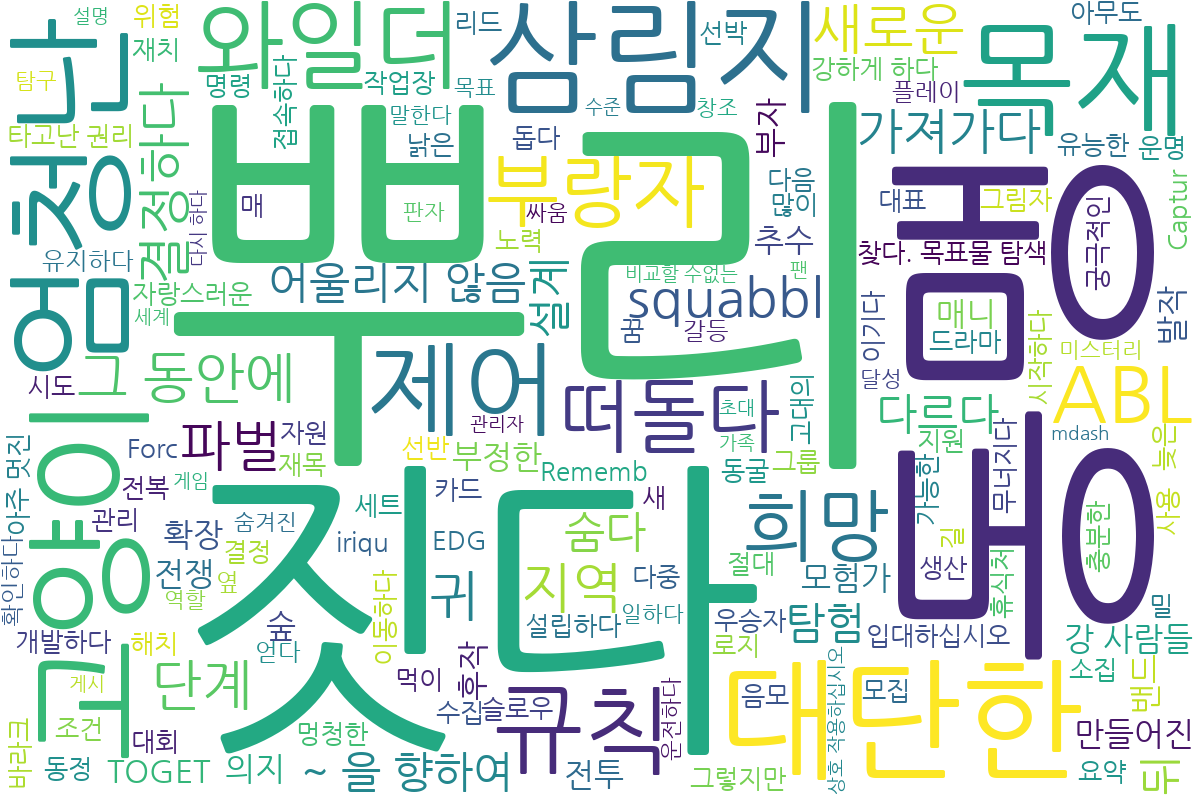 설명
위험
재치
탐구
엄청난
타고난 권리
결정하다
와일더
명령
작업장
리드
목표
접속하다
말한다
낡은
삼림지
수준
선박
창조
돕다
부자
새로운
강하게 하다
플레이
아무도
목재
가져가다
유능한
운명
Captur
뿌리
부랑자
판자
싸움
노력
다음
많이
추수
대표
그림자
찾다. 목표물 탐색
궁극적인
유지하다
다시 하다
자랑스러운
세계
어울리지 않음
설계
비교할 수없는
팬
squabbl
갈등
꿈
이기다
매니
드라마
발작
미스터리
시작하다
달성
시도
그
동안에
제어
떠돌다
고대의
다르다
ABL
mdash
관리자
초대
가족
고양이
아주 멋진
Forc
파벌
자원
재목
선반
부정한
Rememb
동굴
그룹
지원
무너지다
늦은
전복
게임
관리
세트
카드
새
희망
가능한
냉
충분한
사용
확장
숨겨진
iriqu
EDG
숨다
확인하다
전쟁
결정
옆
역할
짓다
귀
지역
다중
절대
모험가
생산
길
휴식처
밀
개발하다
해치
숲
얻다
이동하다
설립하다
일하다
우승자
탐험
입대하십시오
강 사람들
게시
단계
먹이
후작
로지
소집
조건
대회
멍청한
수집
슬로우
규칙
운전하다
대단한
음모
상호 작용하십시오
모집
밴드
만들어진
바라크
동정
TOGET
의지
~ 을 향하여
전투
그렇지만
요약
뒤